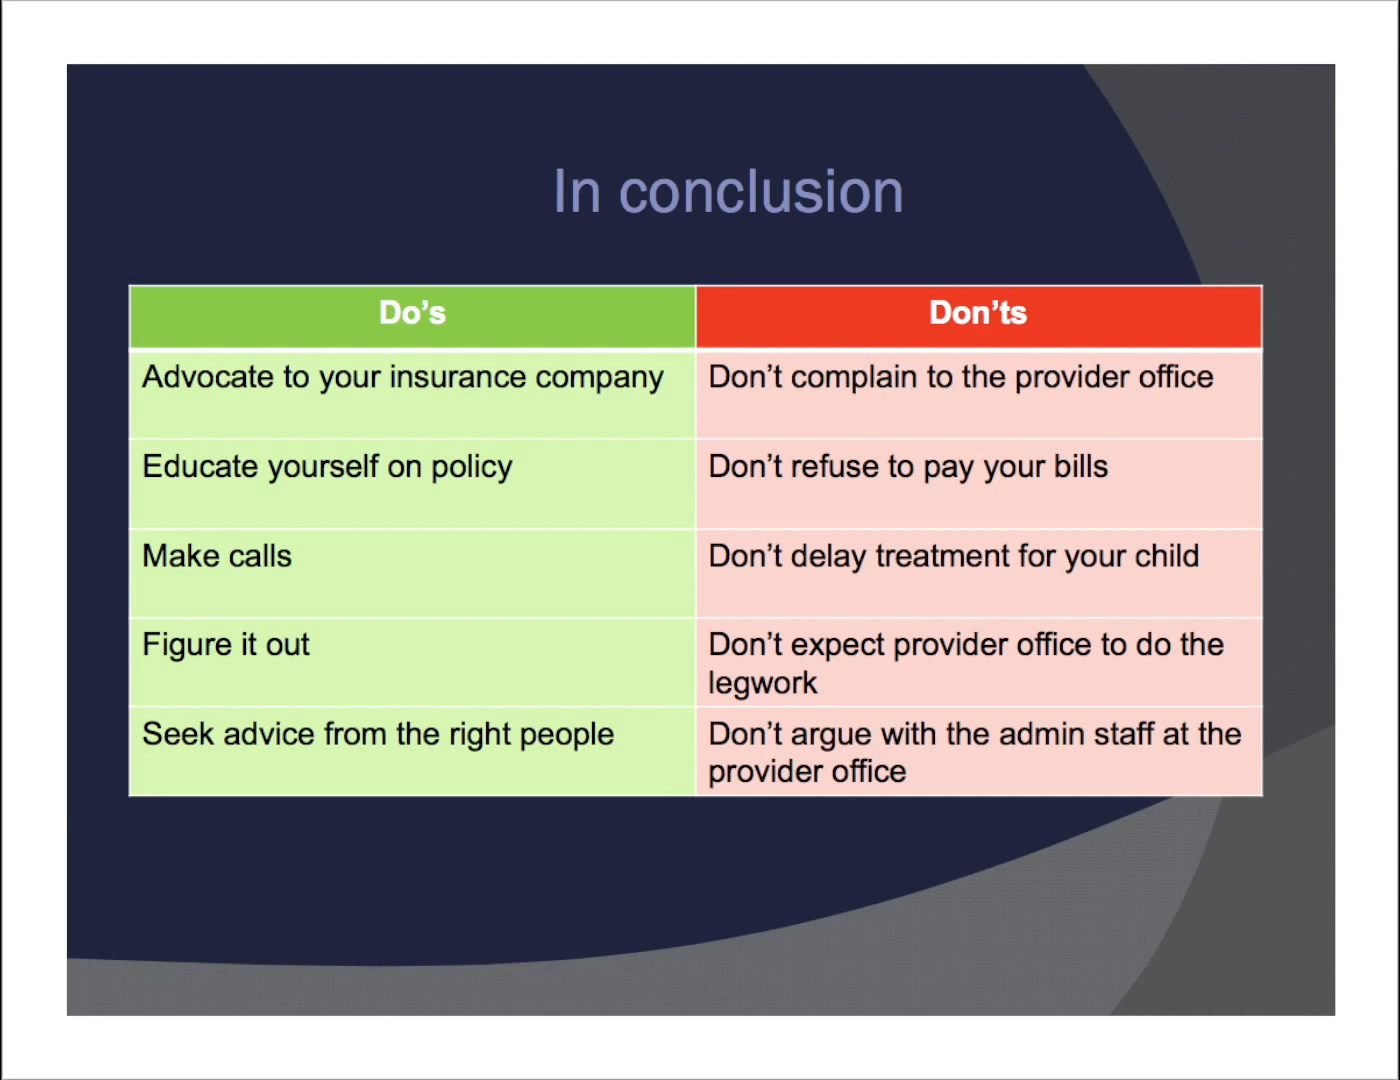 In conclusion
Do’s
Don’ts
Advocate to your insurance company
Don’t complain to the provider office
Educate yourself on policy
Don’t refuse to pay your bills
Make calls
Don’t delay treatment for your child
Figure it out
Don’t expect provider office to do the
legwork
Seek advice from the right people
Don’t argue with the admin staff at the
provider office